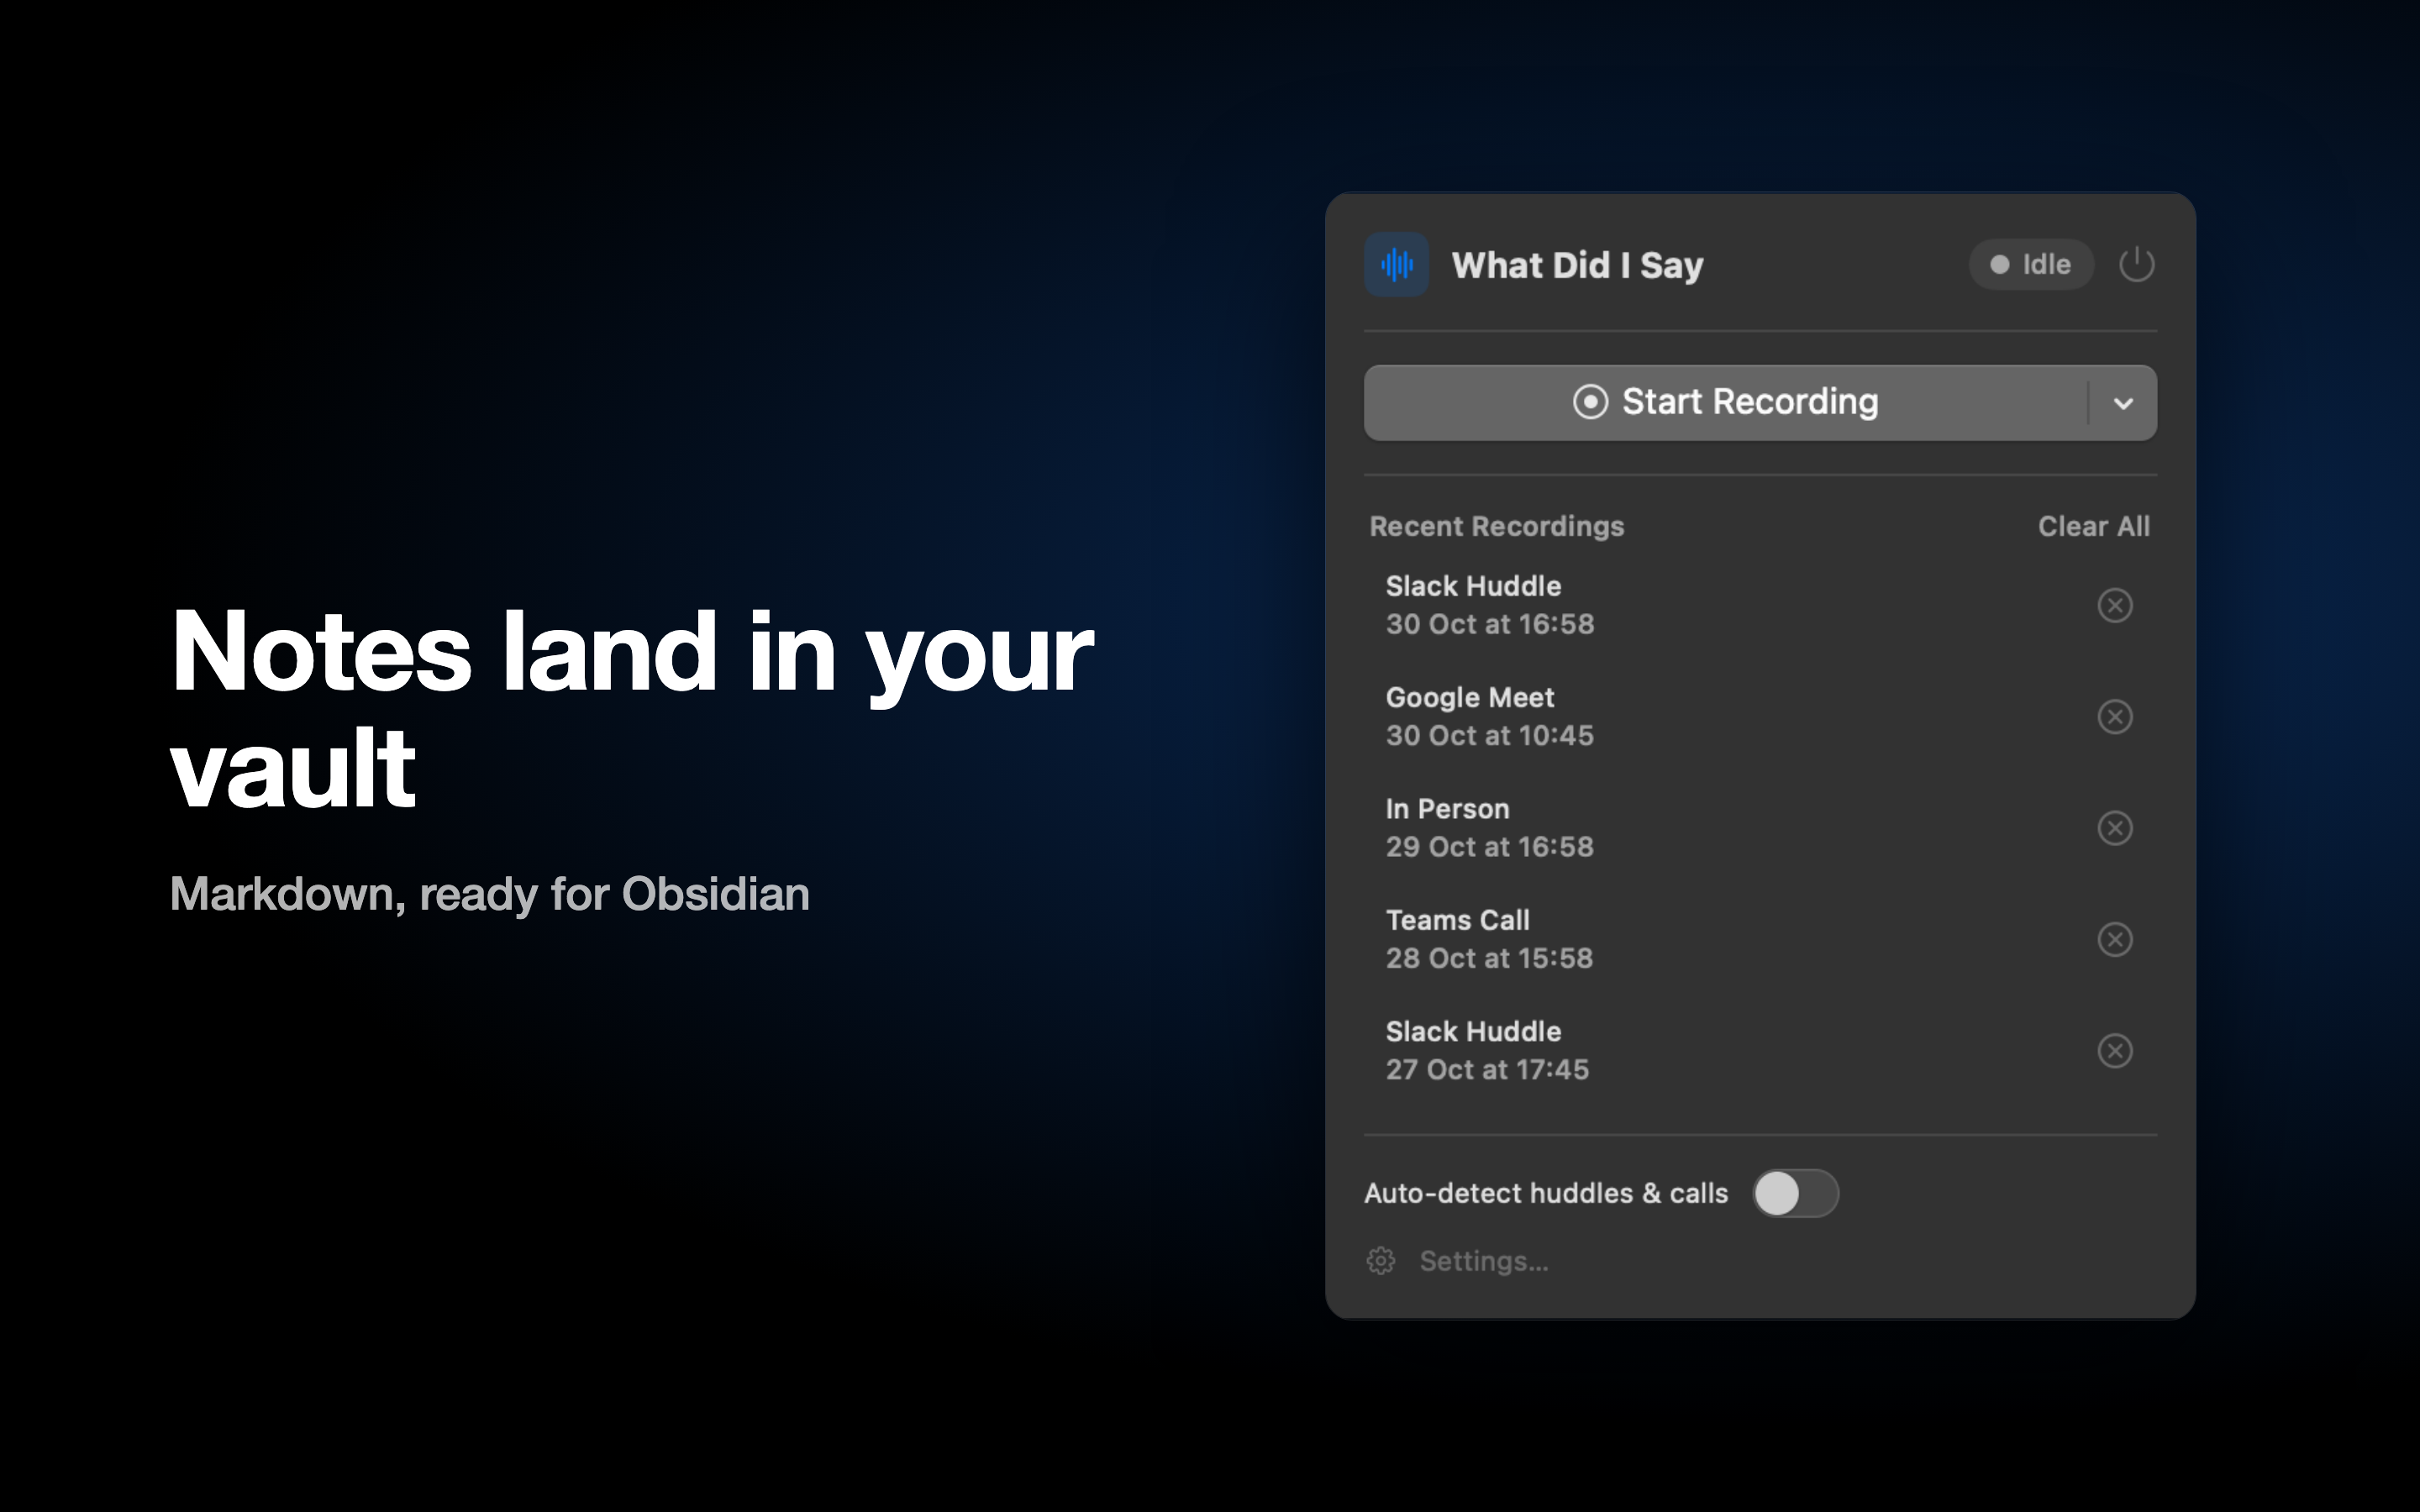 Notes land in your
vault
Markdown, ready for Obsidian
What Did I Say
Idle
Start Recording
Recent Recordings
Clear All
Slack Huddle
30 Oct at 16:58
Google Meet
30 Oct at 10:45
In Person
29 Oct at 16:58
Teams Call
28 Oct at 15:58
Slack Huddle
27 Oct at 17:45
Auto-detect huddles & calls
Settings...